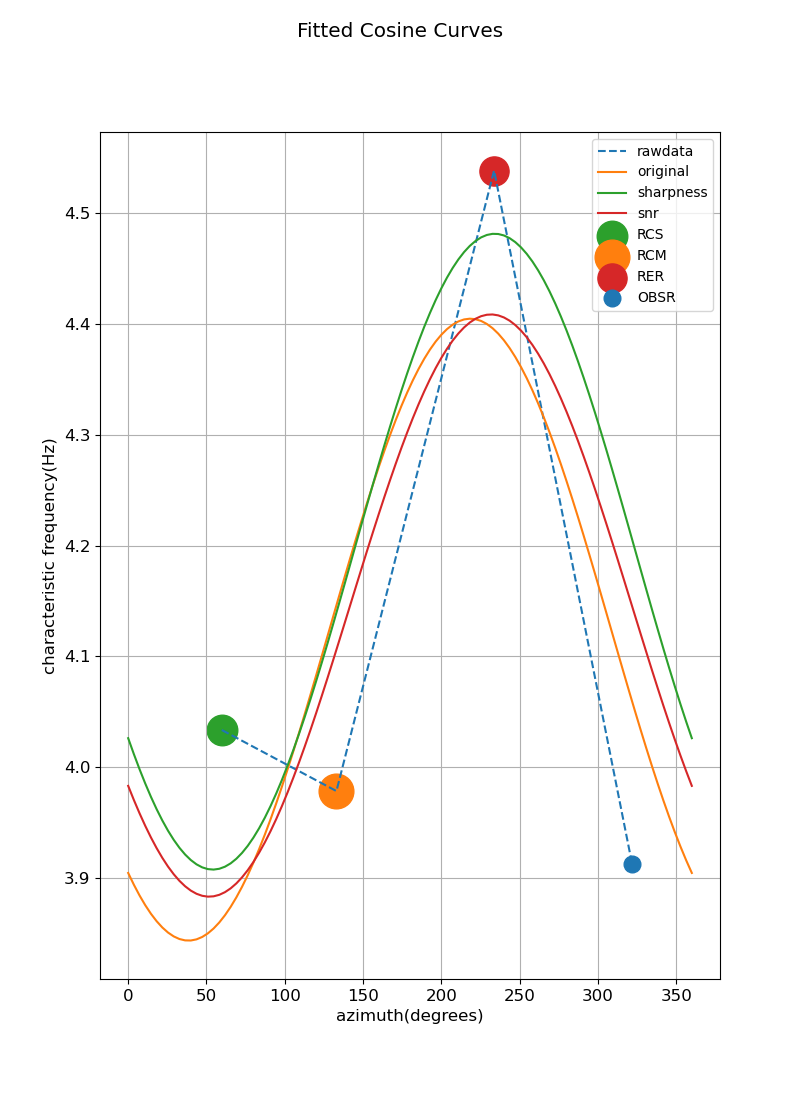 Fitted Cosine Curves
rawdata
original
sharpness
snr
RCS
RCM
RER
OBSR
characteristic frequency(Hz)
4.5
4.4
4.3
4.2
4.1
4.0
3.9
0 50 100 150 200 250 300 350
azimuth(degrees)